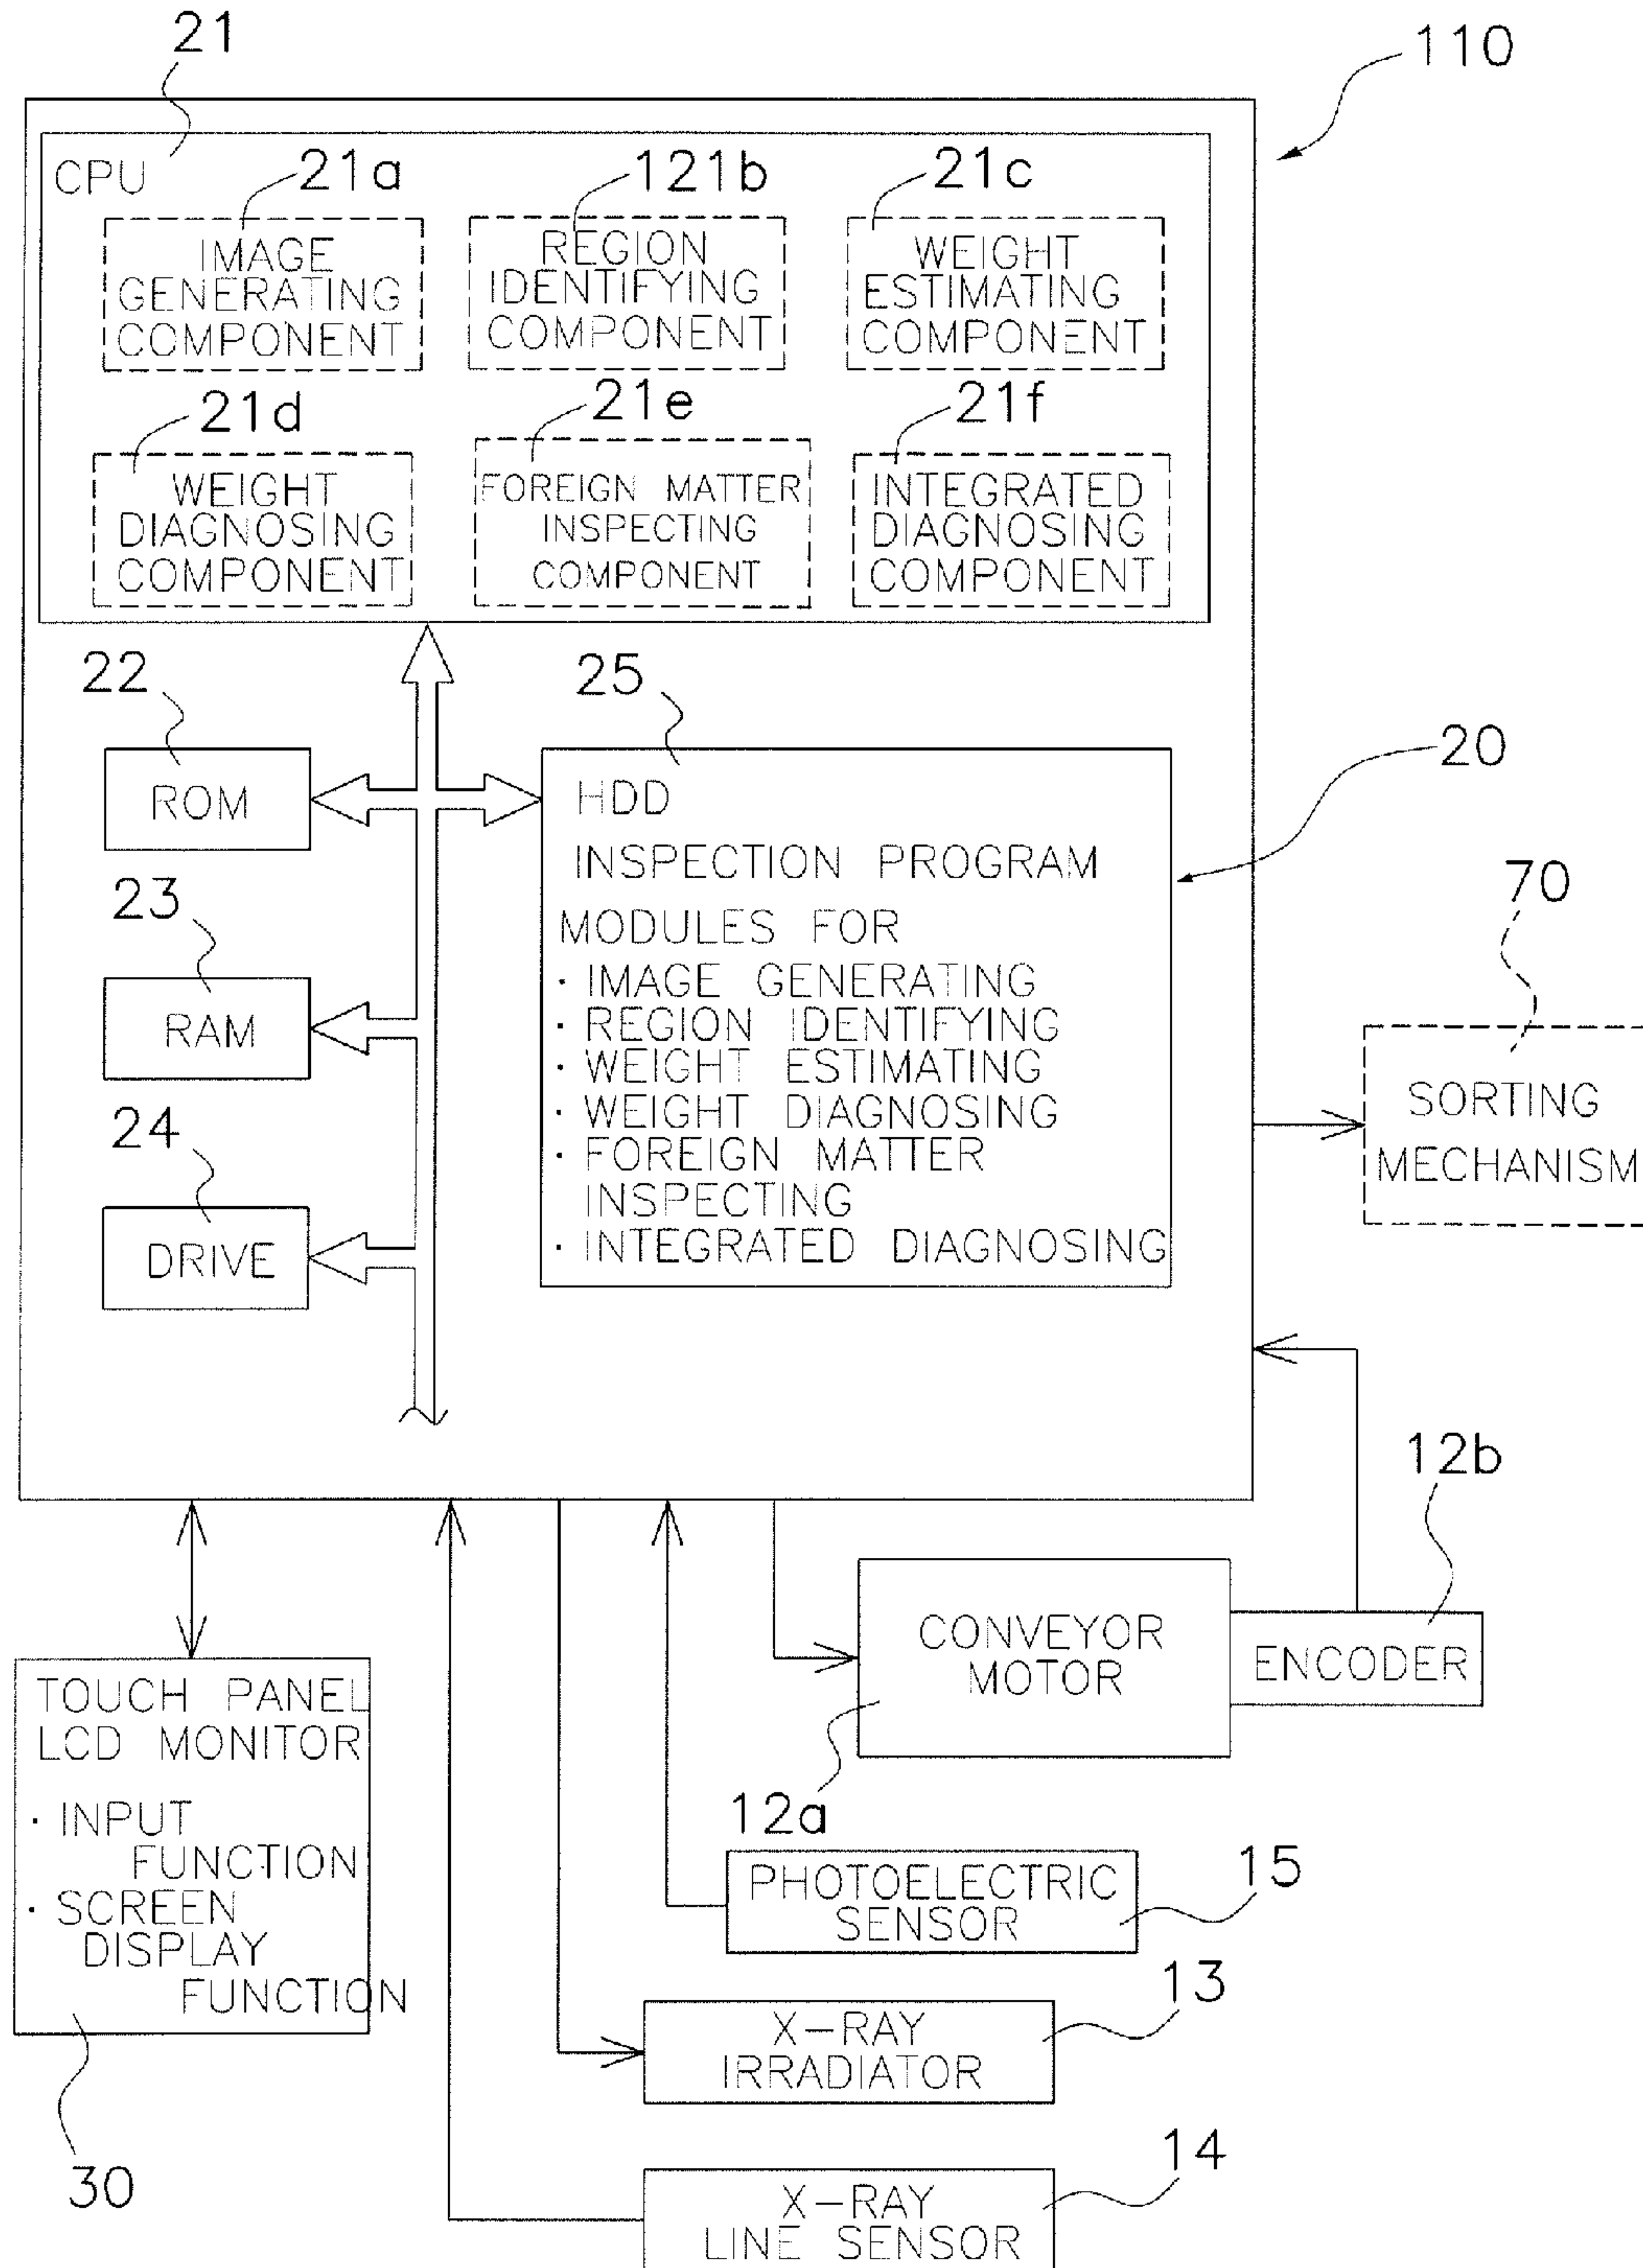 21
110
CPU
21a
121b
21c
IMAGE
GENERATING
COMPONENT
REGION
IDENTIFYING
COMPONENT
WEIGHT
ESTIMATING
COMPONENT
21d
21e
21f
WEIGHT
DIAGNOSING
COMPONENT
FOREIGN MATTER
INSPECTING
COMPONENT
INTEGRATED
DIAGNOSING
COMPONENT
22
ROM
23
RAM
24
DRIVE
25
HDD
INSPECTION PROGRAM
MODULES FOR
· IMAGE GENERATING
· REGION IDENTIFYING
· WEIGHT ESTIMATING
· WEIGHT DIAGNOSING
· FOREIGN MATTER
INSPECTING
· INTEGRATED DIAGNOSING
20
70
SORTING
MECHANISM
12b
CONVEYOR
MOTOR
ENCODER
12a
TOUCH PANEL
LCD MONITOR
· INPUT
FUNCTION
· SCREEN
DISPLAY
FUNCTION
30
PHOTOELECTRIC
SENSOR
15
X-RAY
IRRADIATOR
13
X-RAY
LINE SENSOR
14